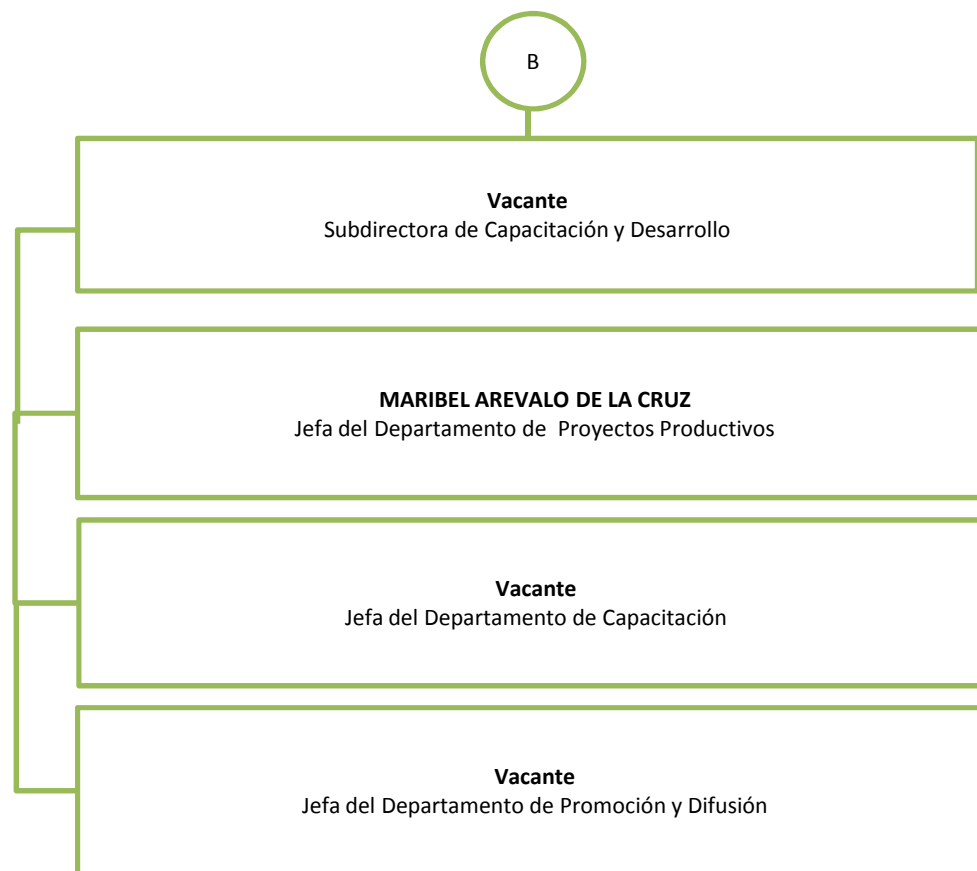 B
Vacante
Subdirectora de Capacitación y Desarrollo
MARIBEL AREVALO DE LA CRUZ
Jefa del Departamento de Proyectos Productivos
Vacante
Jefa del Departamento de Capacitación
Vacante
Jefa del Departamento de Promoción y Difusión